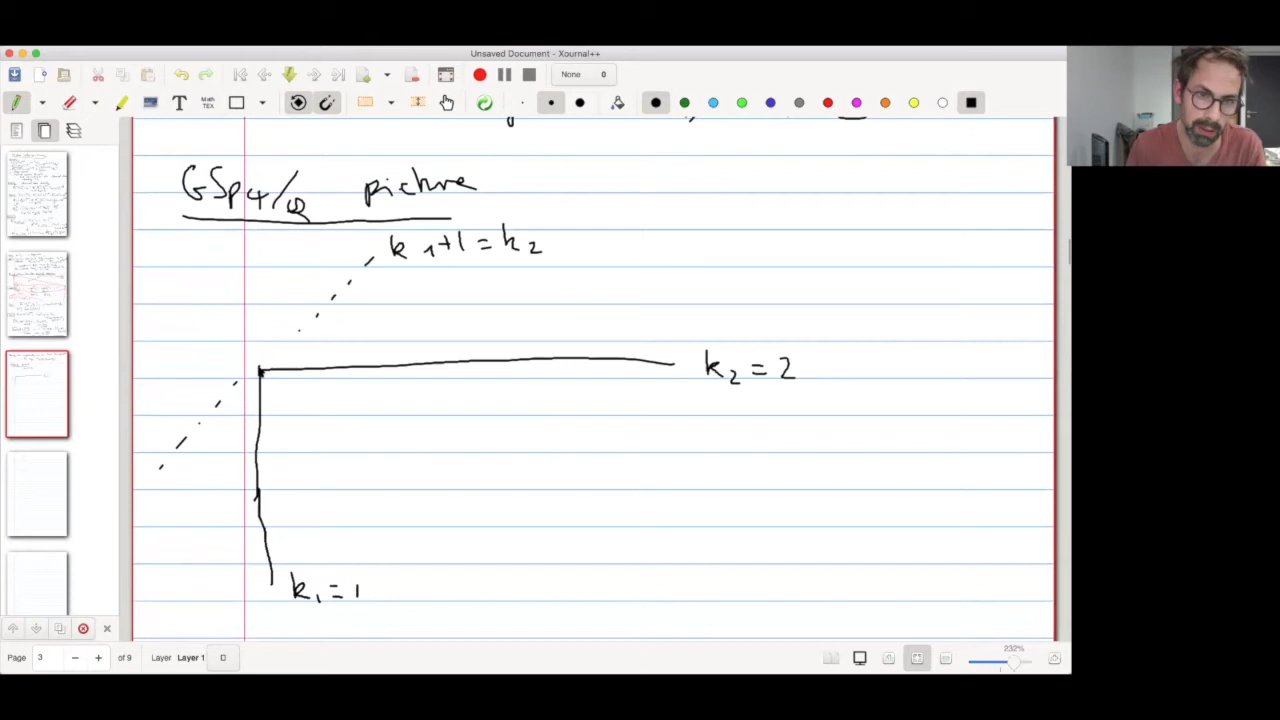 Unsaved Document - Xournal++
None 0
GSp4/Q picture
k1+1 = k2
k2 = 2
k1 = 1
Page 3 of 9 Layer Layer 1
232%